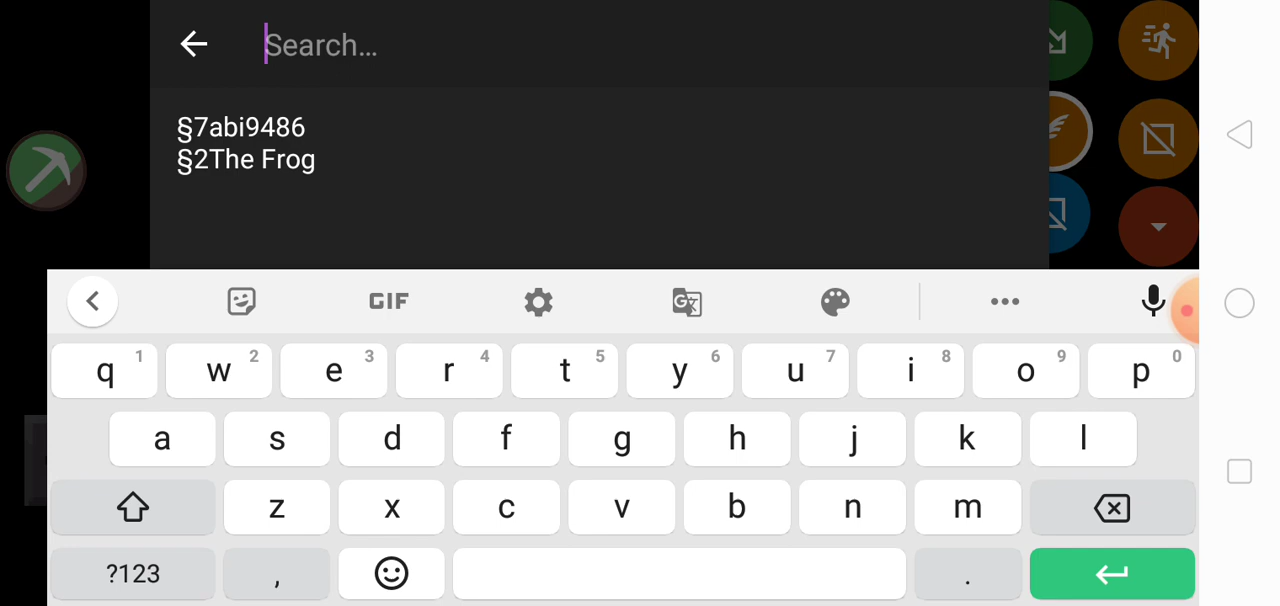 Search...
§7abi9486
§2The Frog
GIF
q 1 w 2 e 3 r 4 t 5 y 6 u 7 i 8 o 9 p 0
a s d f g h j k l
z x c v b n m
?123 , .